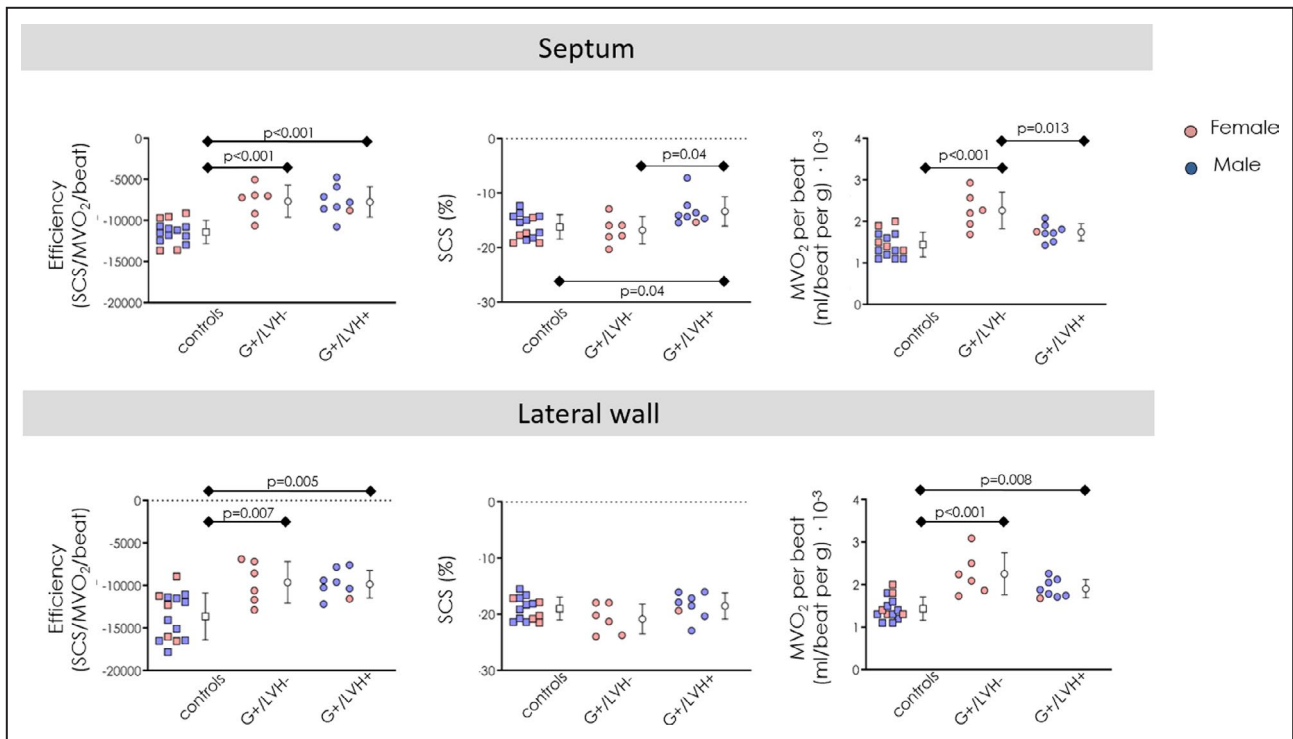 Septum
Female
Male
Efficiency
(SCS/MVO₂/beat)
0
-5000
-10000
-15000
-20000
p<0.001
p<0.001
controls
G+/LVH-
G+/LVH+
SCS (%)
0
-10
-20
-30
p=0.04
p=0.04
controls
G+/LVH-
G+/LVH+
MVO₂ per beat
(ml/beat per g) · 10⁻³
4
3
2
1
0
p=0.013
p<0.001
controls
G+/LVH-
G+/LVH+
Lateral wall
Efficiency
(SCS/MVO₂/beat)
0
-5000
-10000
-15000
-20000
p=0.005
p=0.007
controls
G+/LVH-
G+/LVH+
SCS (%)
0
-10
-20
-30
controls
G+/LVH-
G+/LVH+
MVO₂ per beat
(ml/beat per g) · 10⁻³
4
3
2
1
0
p=0.008
p<0.001
controls
G+/LVH-
G+/LVH+